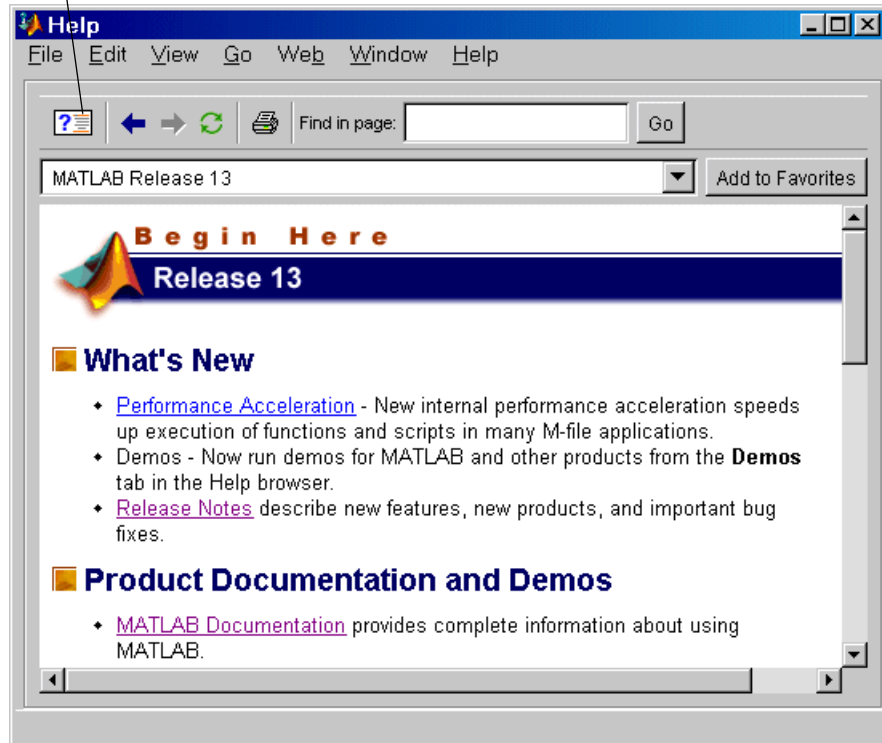 Help
File Edit View Go Web Window Help
? Find in page: Go
MATLAB Release 13 Add to Favorites
Begin Here
Release 13
What's New
• Performance Acceleration - New internal performance acceleration speeds
up execution of functions and scripts in many M-file applications.
• Demos - Now run demos for MATLAB and other products from the Demos
tab in the Help browser.
• Release Notes describe new features, new products, and important bug
fixes.
Product Documentation and Demos
• MATLAB Documentation provides complete information about using
MATLAB.